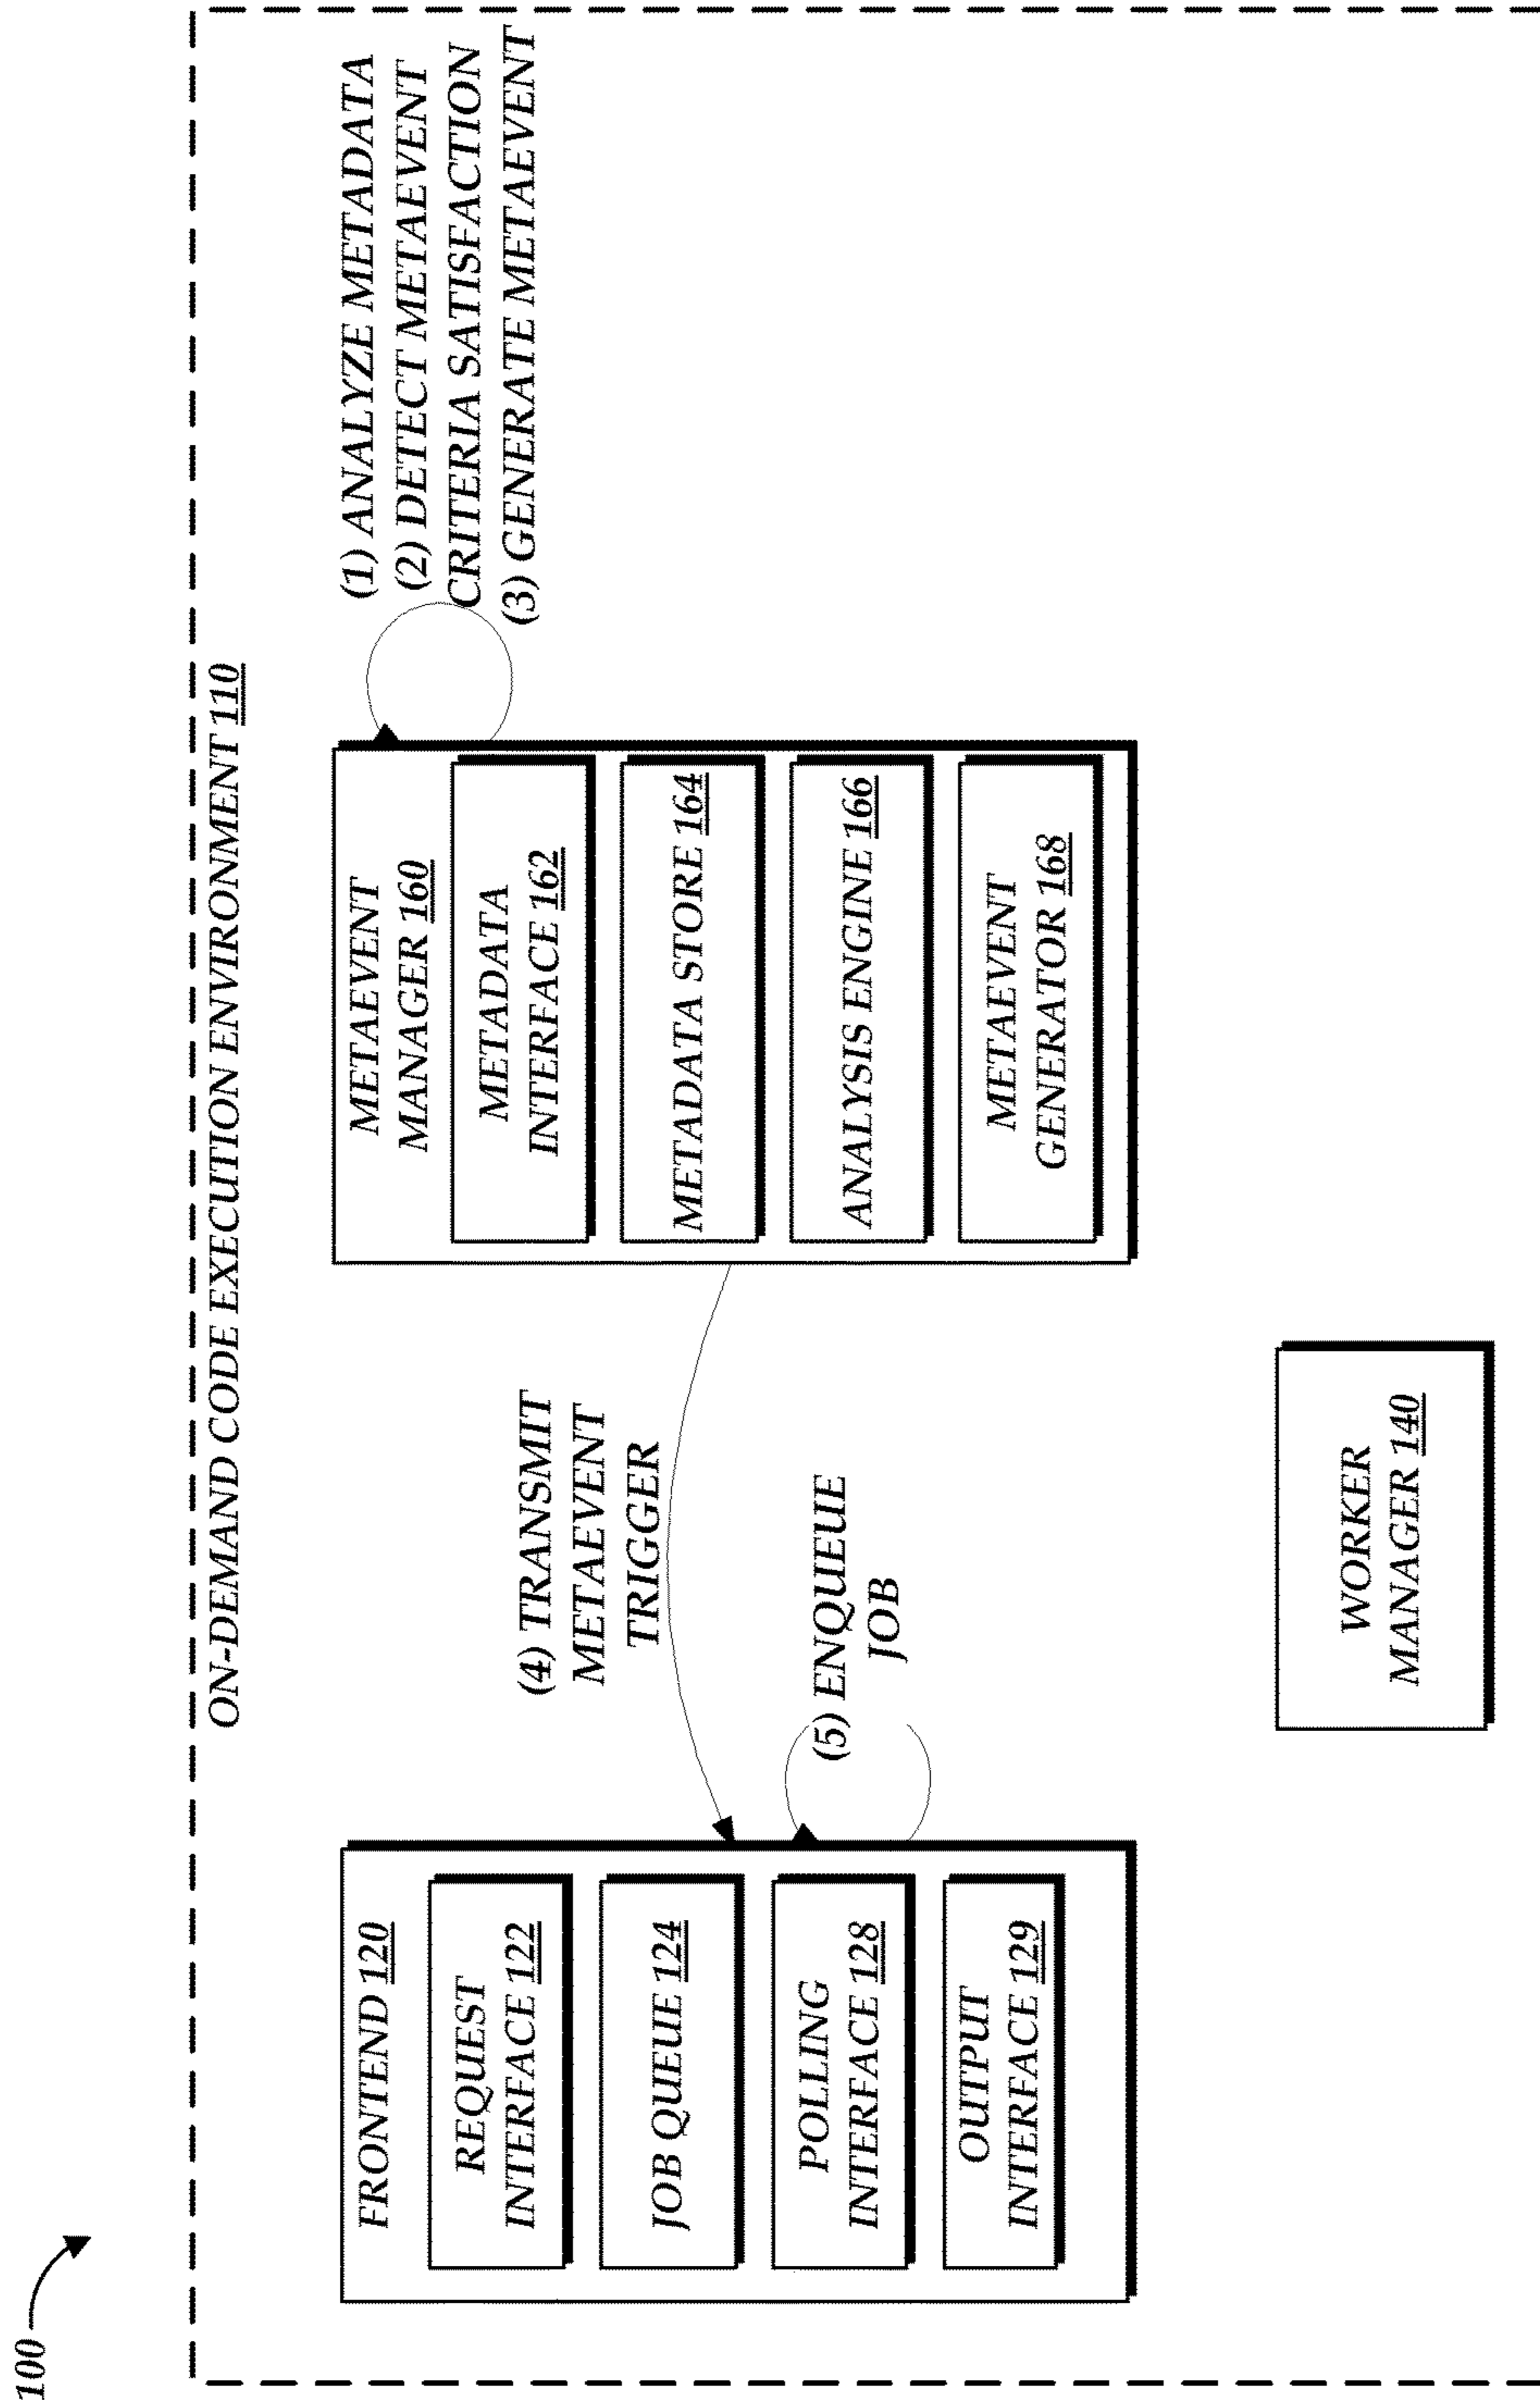 100
ON-DEMAND CODE EXECUTION ENVIRONMENT 110
FRONTEND 120
REQUEST
INTERFACE 122
JOB QUEUE 124
POLLING
INTERFACE 128
OUTPUT
INTERFACE 129
(4) TRANSMIT
METAEVENT
TRIGGER
(5) ENQUEUE
JOB
METAEVENT
MANAGER 160
METADATA
INTERFACE 162
METADATA STORE 164
ANALYSIS ENGINE 166
METAEVENT
GENERATOR 168
(1) ANALYZE METADATA
(2) DETECT METAEVENT
CRITERIA SATISFACTION
(3) GENERATE METAEVENT
WORKER
MANAGER 140